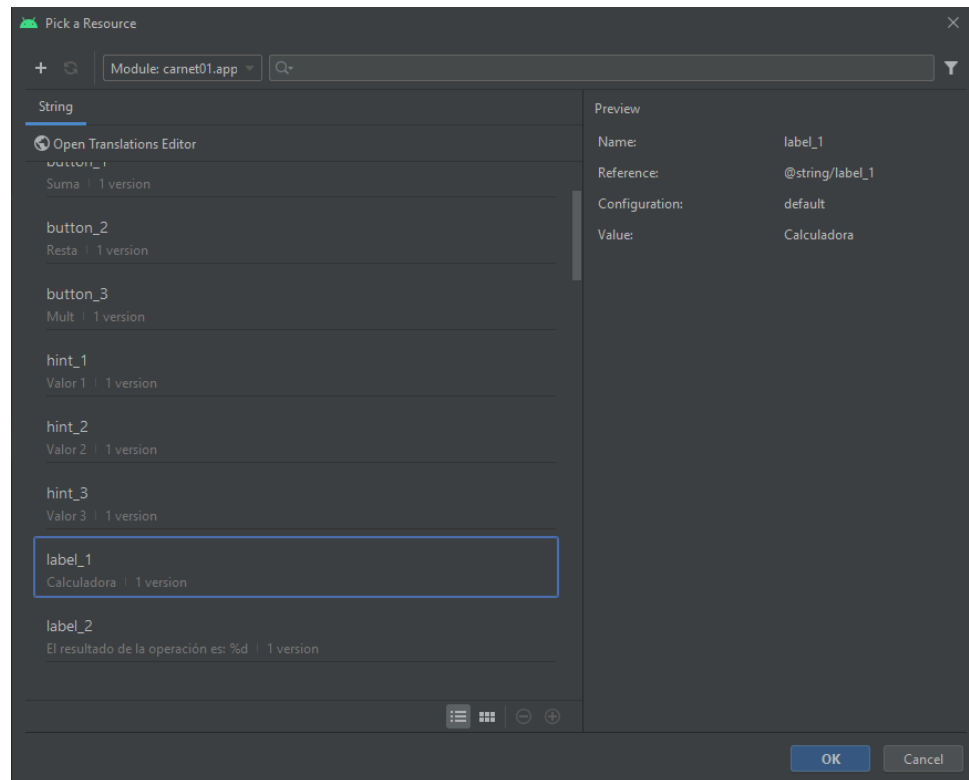 Pick a Resource
Module: carnet01.app
String
Open Translations Editor
button_1
Suma | 1 version
button_2
Resta | 1 version
button_3
Mult | 1 version
hint_1
Valor 1 | 1 version
hint_2
Valor 2 | 1 version
hint_3
Valor 3 | 1 version
label_1
Calculadora | 1 version
label_2
El resultado de la operación es: %d | 1 version
Preview
Name: label_1
Reference: @string/label_1
Configuration: default
Value: Calculadora
OK Cancel